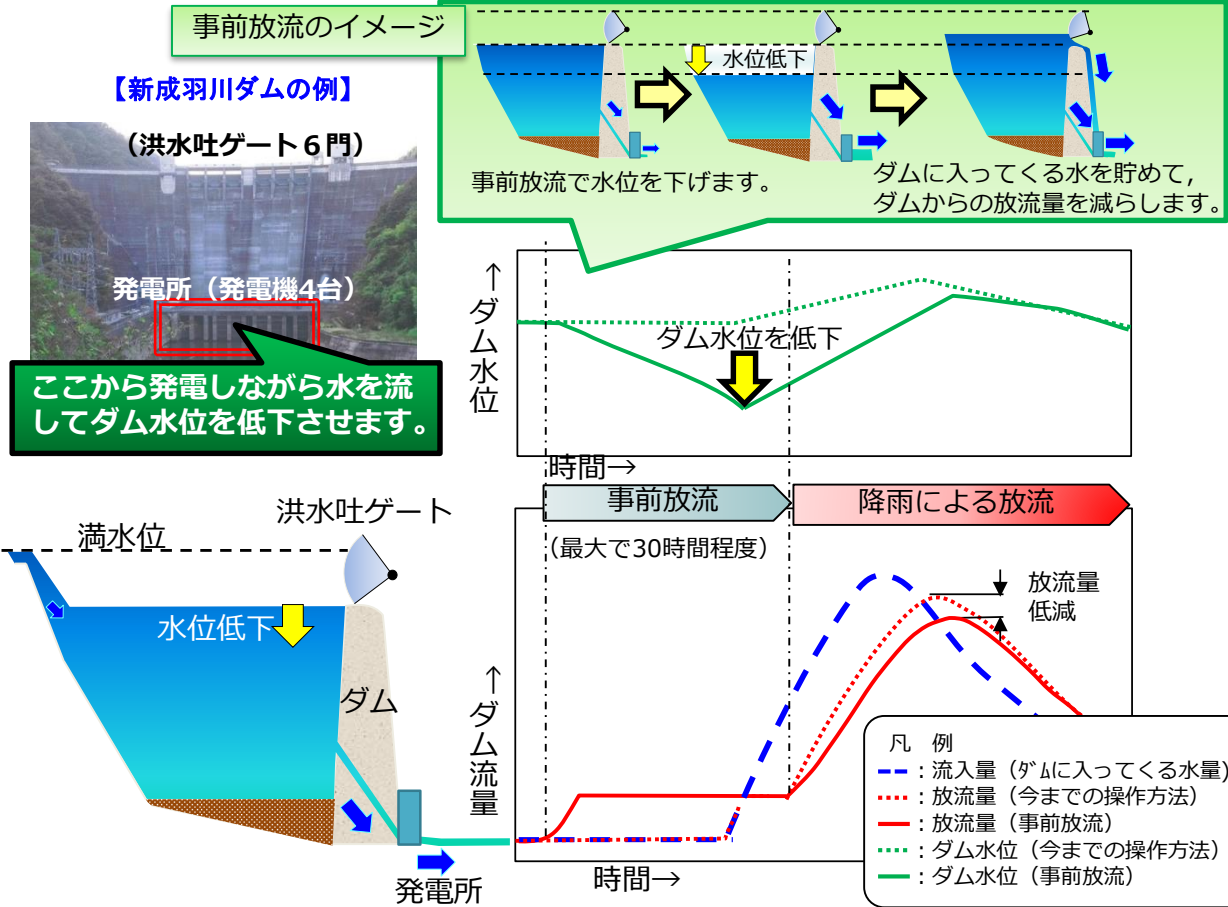 事前放流のイメージ
【新成羽川ダムの例】
(洪水吐ゲート６門)
発電所（発電機4台）
ここから発電しながら水を流
してダム水位を低下させます。
水位低下
事前放流で水位を下げます。
ダムに入ってくる水を貯めて，
ダムからの放流量を減らします。
↑ダム水位
ダム水位を低下
時間→
事前放流
降雨による放流
(最大で30時間程度)
満水位
洪水吐ゲート
水位低下
ダム
発電所
↑ダム流量
放流量
低減
時間→
凡　例
：流入量（ﾀﾞﾑに入ってくる水量）
：放流量（今までの操作方法）
：放流量（事前放流）
：ダム水位（今までの操作方法）
：ダム水位（事前放流）